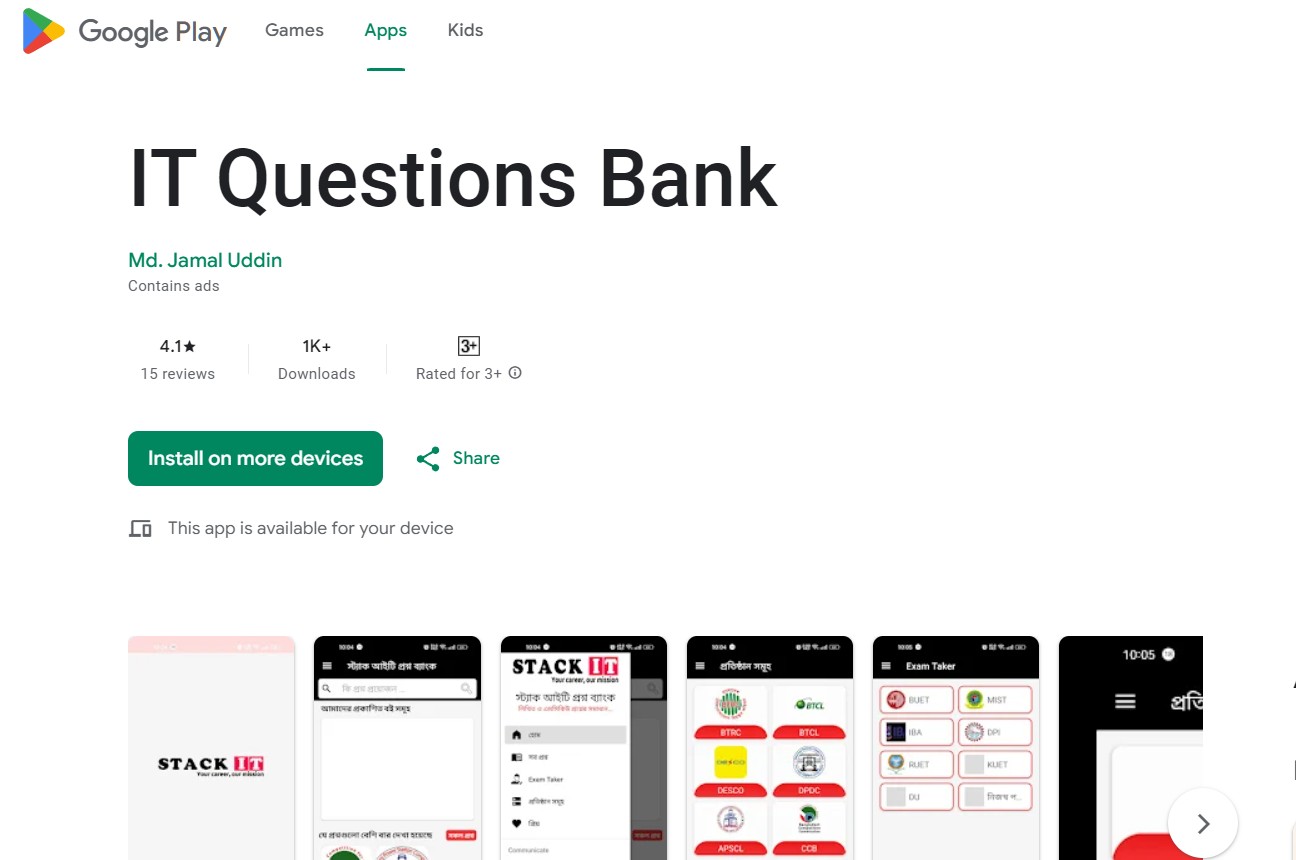 Google Play Games Apps Kids
IT Questions Bank
Md. Jamal Uddin
Contains ads
4.1★ 1K+ 3+
15 reviews Downloads Rated for 3+
Install on more devices Share
This app is available for your device
STACK IT
Your career, our mission
10:04
স্ট্যাক আইটি প্রশ্ন ব্যাংক
কি প্রশ্ন প্রয়োজন ...
আমাদের প্রকাশিত বই সমূহ
যে প্রশ্নগুলো বেশি বার দেখা হয়েছে সকল প্রশ্ন
10:04
STACK IT
Your career, our mission
স্ট্যাক আইটি প্রশ্ন ব্যাংক
হোম
সব প্রশ্ন
Exam Taker
প্রতিষ্ঠান সমূহ
প্রিয়
Communicate
10:04
প্রতিষ্ঠান সমূহ
BTCL
BTRC BTCL
DESCO
DESCO DPDC
APSCL CCB
10:05
Exam Taker
BUET MIST
IBA DPI
RUET KUET
DU নিজস্ব প...
10:05